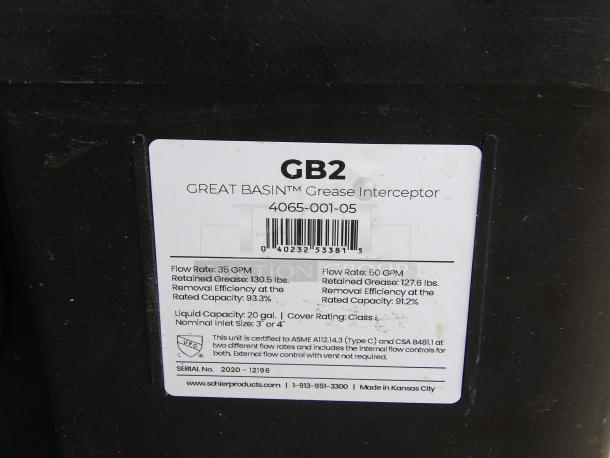 GB2
GREAT BASIN™ Grease Interceptor
4065-001-05
0 40232 53381 5
Flow Rate: 35 GPM
Retained Grease: 130.5 lbs.
Removal Efficiency at the
Rated Capacity: 93.3%
Flow Rate: 50 GPM
Retained Grease: 127.6 lbs.
Removal Efficiency at the
Rated Capacity: 91.2%
Liquid Capacity: 20 gal. | Cover Rating: Class L
Nominal Inlet Size: 3" or 4"
UPC
C ®
This unit is certified to ASME A112.14.3 (Type C) and CSA B481.1 at
two different flow rates and includes the internal flow controls for
both. External flow control with vent not required.
SERIAL No. 2020 - 12196
www.schierproducts.com | 1-913-951-3300 | Made in Kansas City